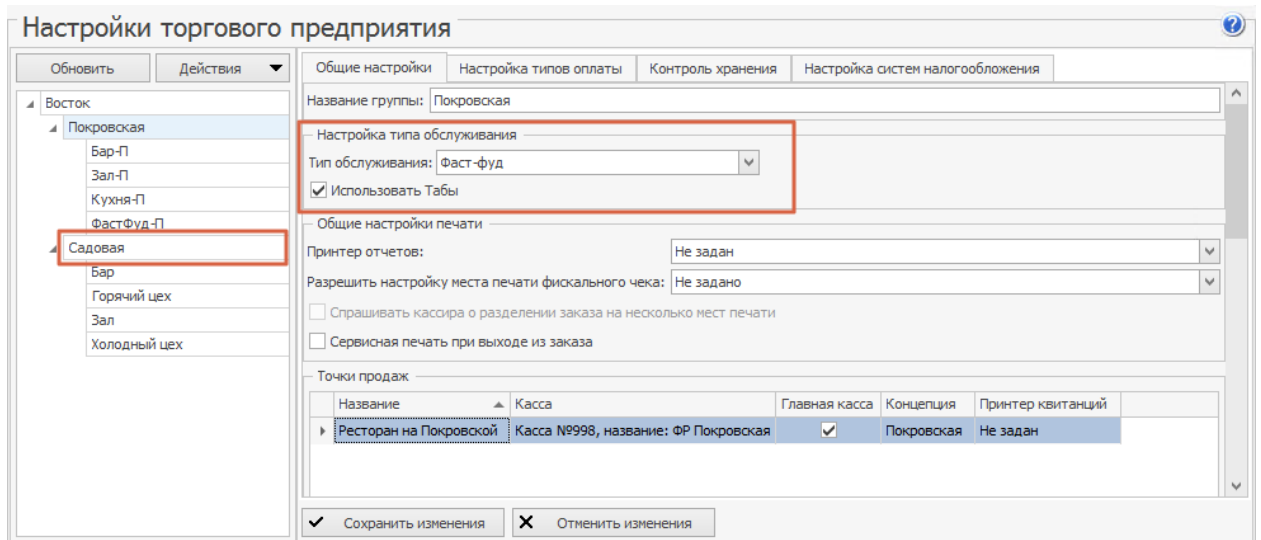 Настройки торгового предприятия
Обновить Действия
Восток
Покровская
Бар-П
Зал-П
Кухня-П
ФастФуд-П
Садовая
Бар
Горячий цех
Зал
Холодный цех
Общие настройки Настройка типов оплаты Контроль хранения Настройка систем налогообложения
Название группы: Покровская
Настройка типа обслуживания
Тип обслуживания: Фаст-фуд
Использовать Табы
Общие настройки печати
Принтер отчетов: Не задан
Разрешить настройку места печати фискального чека: Не задано
Спрашивать кассира о разделении заказа на несколько мест печати
Сервисная печать при выходе из заказа
Точки продаж
Название Касса Главная касса Концепция Принтер квитанций
Ресторан на Покровской Касса №998, название: ФР Покровская Покровская Не задан
Сохранить изменения Отменить изменения